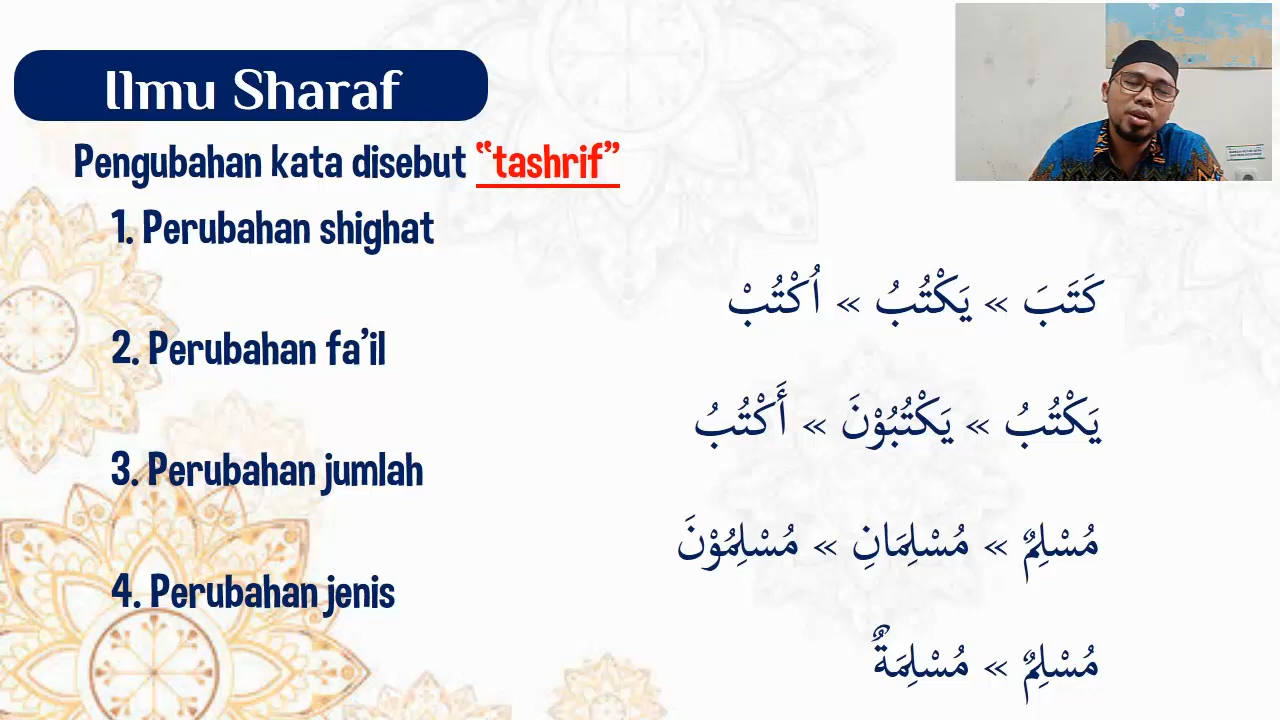 Ilmu Sharaf
Pengubahan kata disebut “tashrif”
1. Perubahan shighat
كَتَبَ » يَكْتُبُ » اُكْتُبْ
2. Perubahan fa’il
يَكْتُبُ » يَكْتُبُوْنَ » أَكْتُبُ
3. Perubahan jumlah
مُسْلِمٌ » مُسْلِمَانِ » مُسْلِمُوْنَ
4. Perubahan jenis
مُسْلِمٌ » مُسْلِمَةٌ